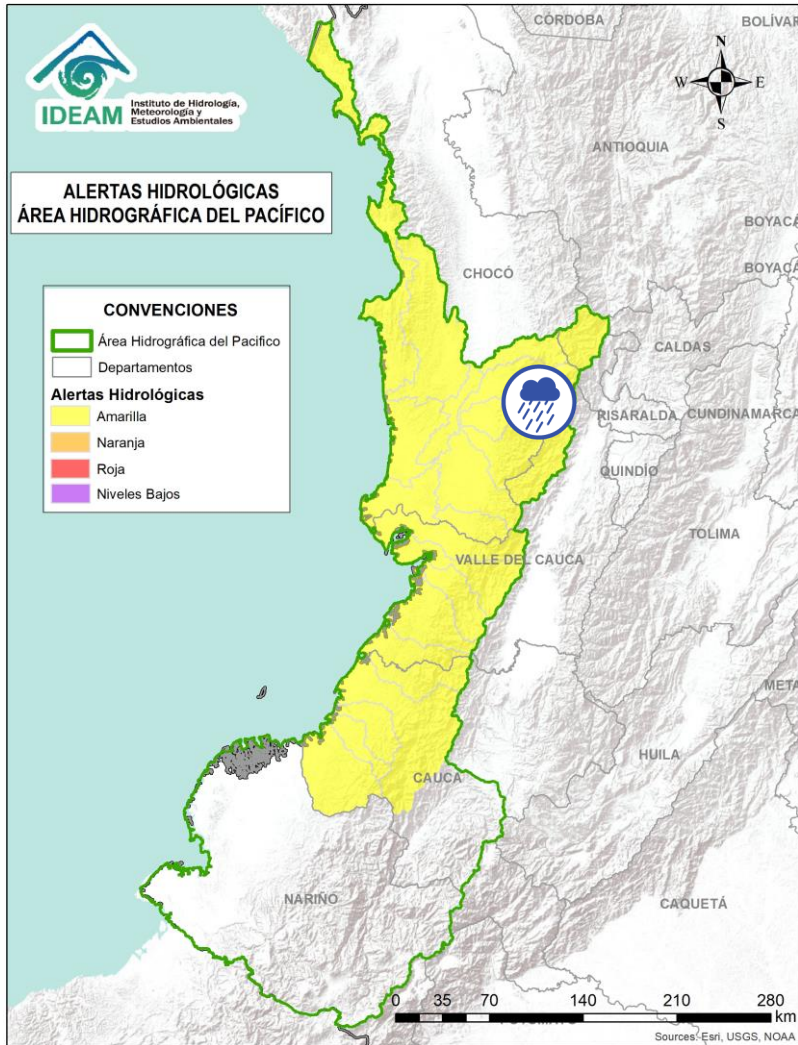 CÓRDOBA
BOLÍVAR
N
W
E
S
IDEAM
Instituto de Hidrología,
Meteorología y
Estudios Ambientales
ANTIOQUIA
ALERTAS HIDROLÓGICAS
ÁREA HIDROGRÁFICA DEL PACÍFICO
BOYACÁ
BOYACÁ
CHOCÓ
CONVENCIONES
Área Hidrográfica del Pacifico
Departamentos
Alertas Hidrológicas
Amarilla
Naranja
Roja
Niveles Bajos
CALDAS
RISARALDA
CUNDINAMARCA
QUINDÍO
TOLIMA
VALLE DEL CAUCA
META
HUILA
CAUCA
NARIÑO
CAQUETÁ
0 35 70 140 210 280
km
Sources: Esri, USGS, NOAA